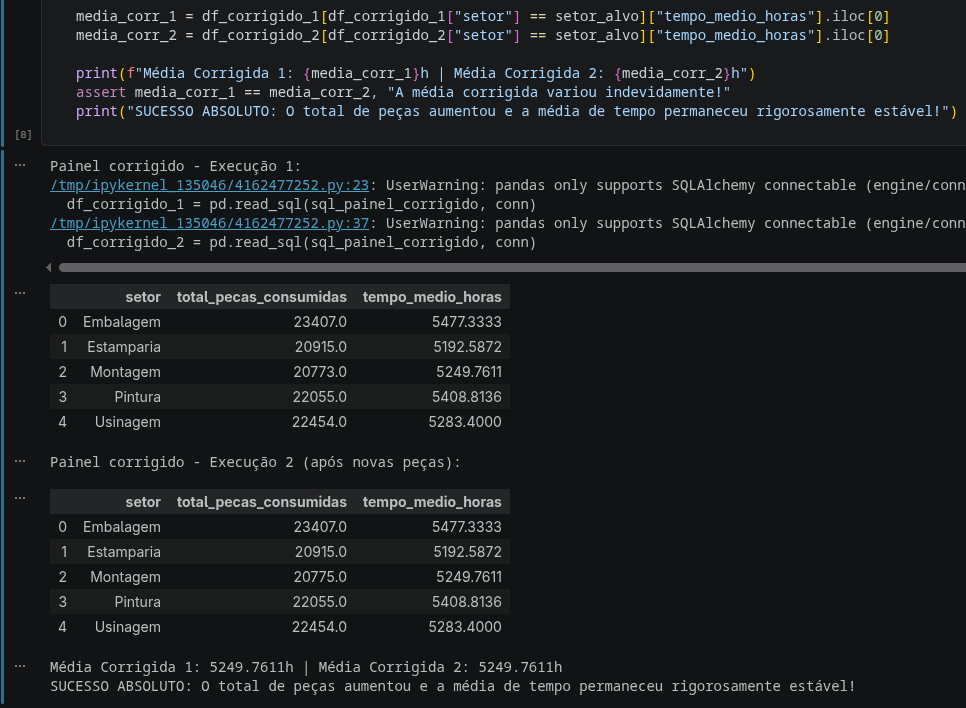 media_corr_1 = df_corrigido_1[df_corrigido_1["setor"] == setor_alvo]["tempo_medio_horas"].iloc[0]
media_corr_2 = df_corrigido_2[df_corrigido_2["setor"] == setor_alvo]["tempo_medio_horas"].iloc[0]
print(f"Média Corrigida 1: {media_corr_1}h | Média Corrigida 2: {media_corr_2}h")
assert media_corr_1 == media_corr_2, "A média corrigida variou indevidamente!"
print("SUCESSO ABSOLUTO: O total de peças aumentou e a média de tempo permaneceu rigorosamente estável!")
[8]
... Painel corrigido - Execução 1:
/tmp/ipykernel_135046/4162477252.py:23: UserWarning: pandas only supports SQLAlchemy connectable (engine/conn
df_corrigido_1 = pd.read_sql(sql_painel_corrigido, conn)
/tmp/ipykernel_135046/4162477252.py:37: UserWarning: pandas only supports SQLAlchemy connectable (engine/conn
df_corrigido_2 = pd.read_sql(sql_painel_corrigido, conn)
...
setor total_pecas_consumidas tempo_medio_horas
0 Embalagem 23407.0 5477.3333
1 Estamparia 20915.0 5192.5872
2 Montagem 20773.0 5249.7611
3 Pintura 22055.0 5408.8136
4 Usinagem 22454.0 5283.4000
... Painel corrigido - Execução 2 (após novas peças):
...
setor total_pecas_consumidas tempo_medio_horas
0 Embalagem 23407.0 5477.3333
1 Estamparia 20915.0 5192.5872
2 Montagem 20775.0 5249.7611
3 Pintura 22055.0 5408.8136
4 Usinagem 22454.0 5283.4000
... Média Corrigida 1: 5249.7611h | Média Corrigida 2: 5249.7611h
SUCESSO ABSOLUTO: O total de peças aumentou e a média de tempo permaneceu rigorosamente estável!